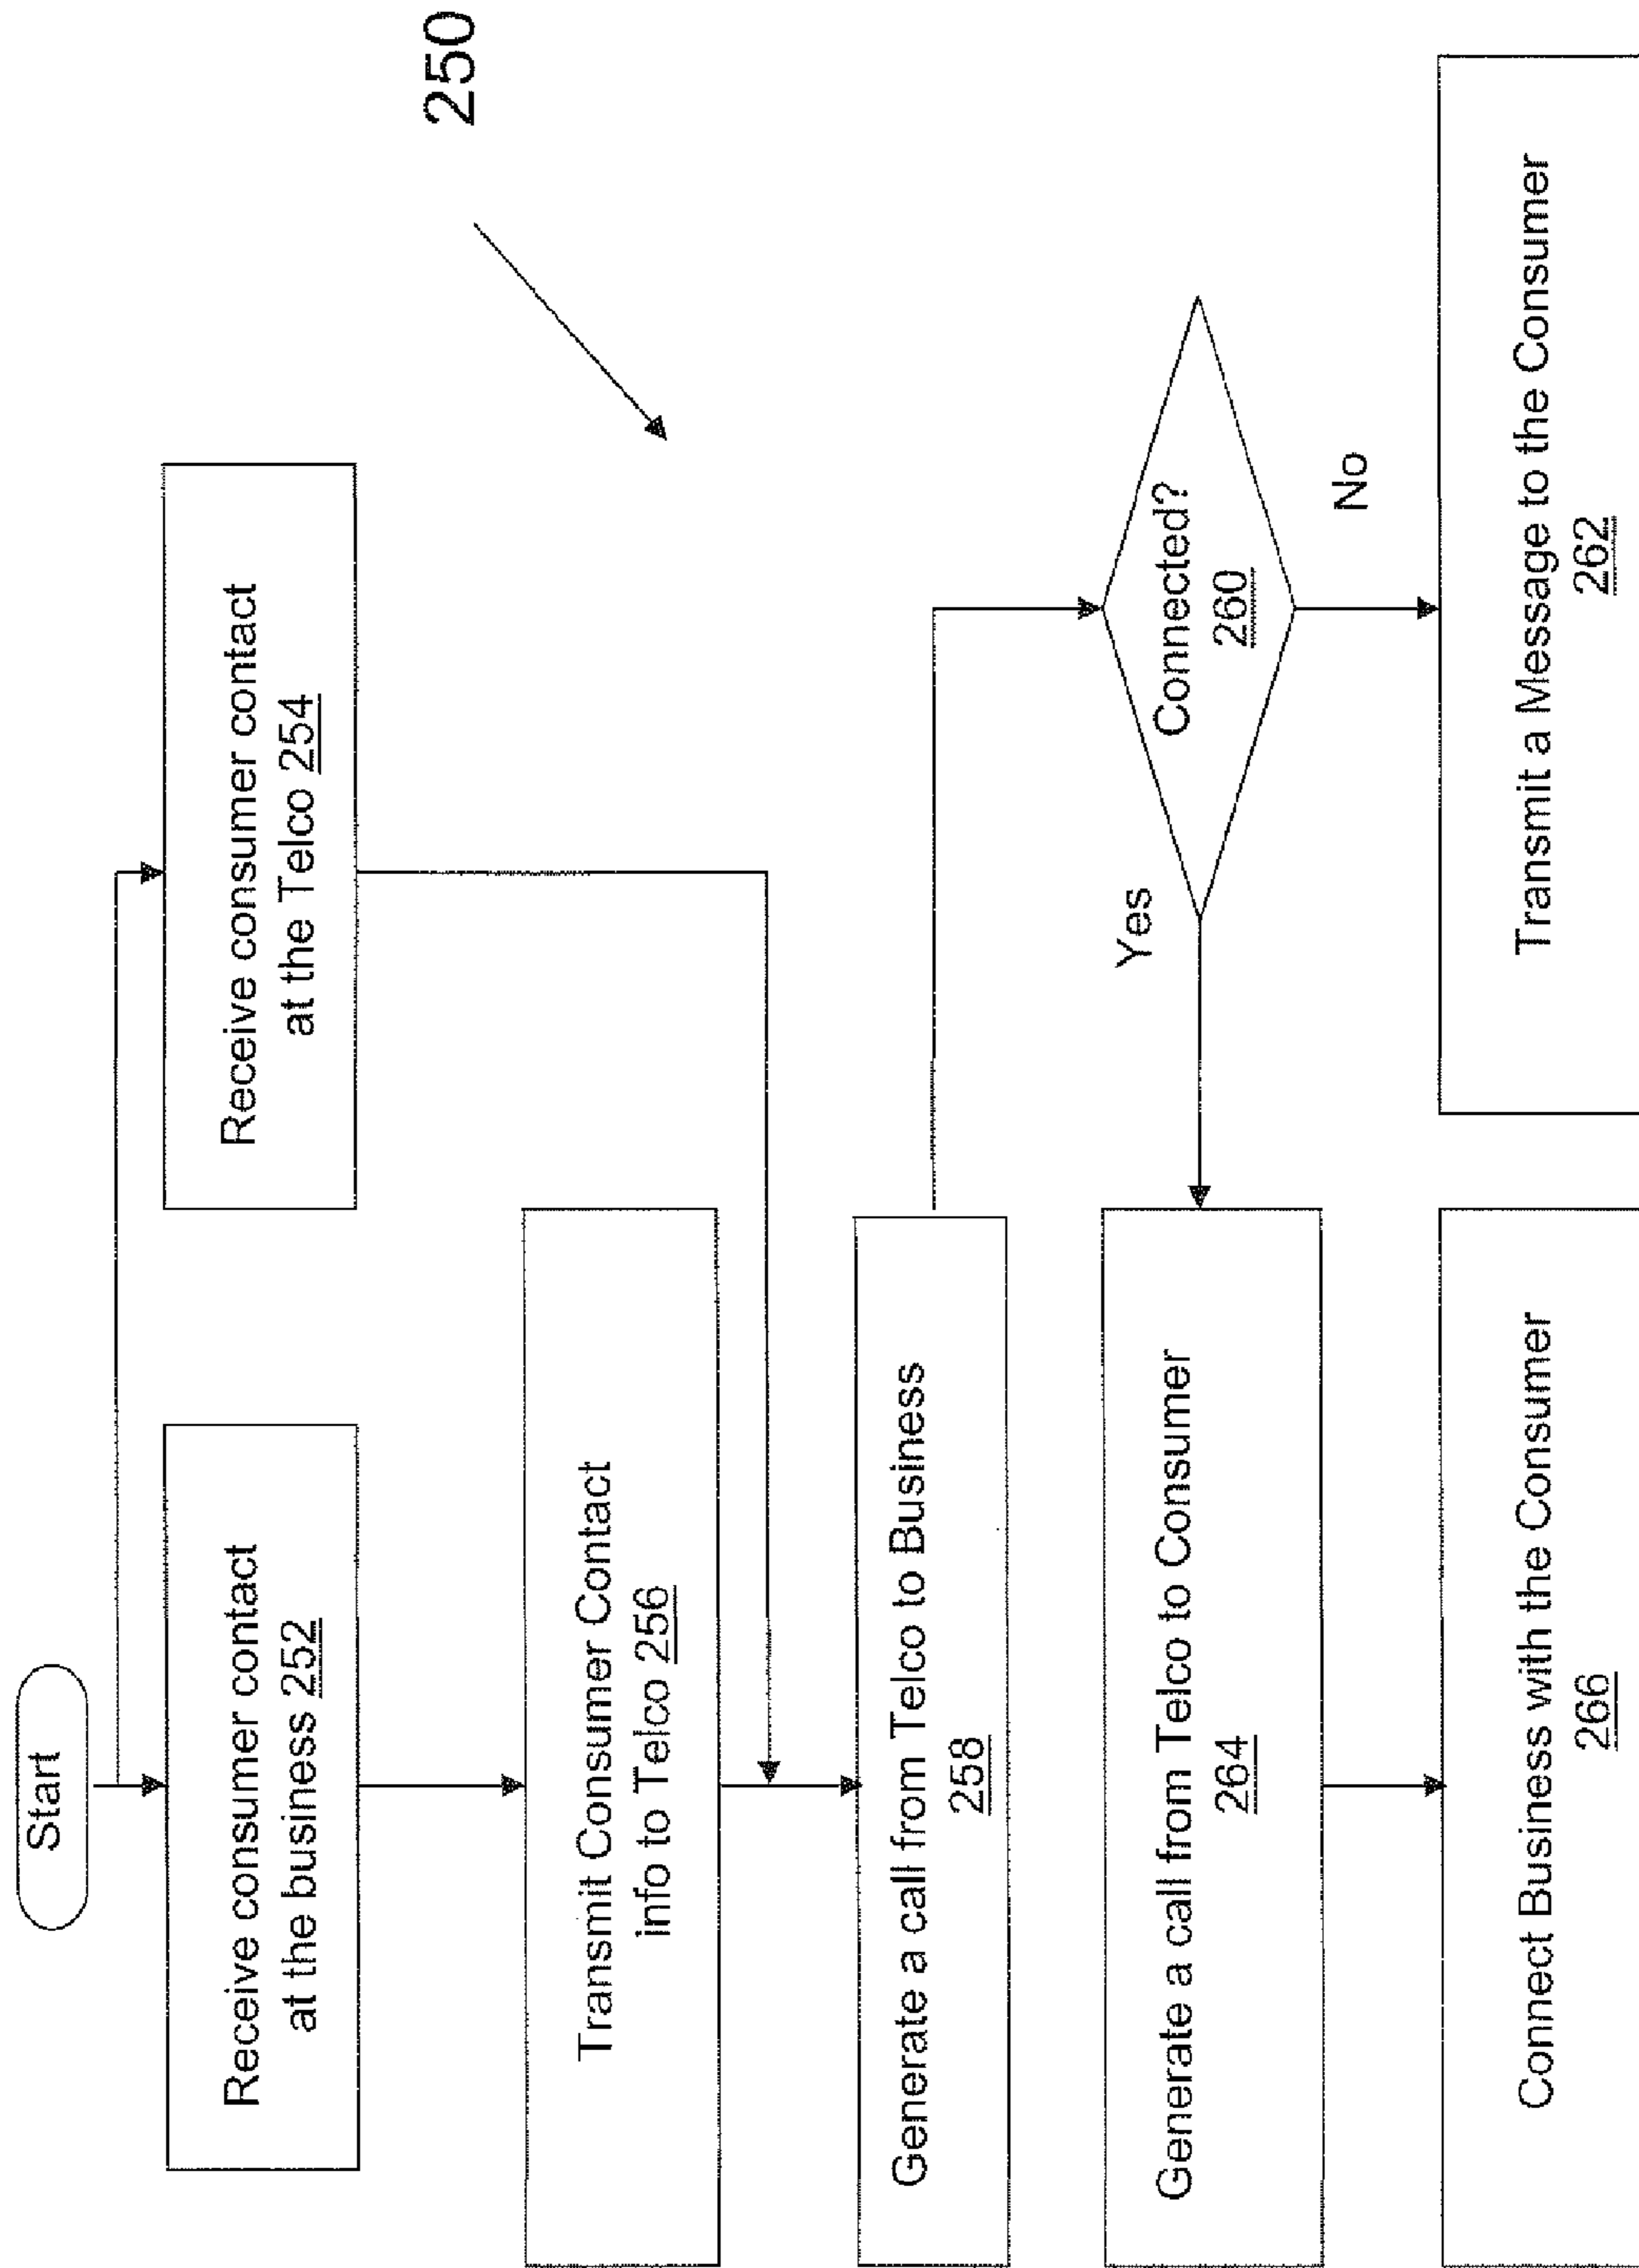 250
Start
Receive consumer contact
at the business 252
Receive consumer contact
at the Telco 254
Transmit Consumer Contact
info to Telco 256
Generate a call from Telco to Business
258
Connected?
260
Yes
No
Generate a call from Telco to Consumer
264
Transmit a Message to the Consumer
262
Connect Business with the Consumer
266